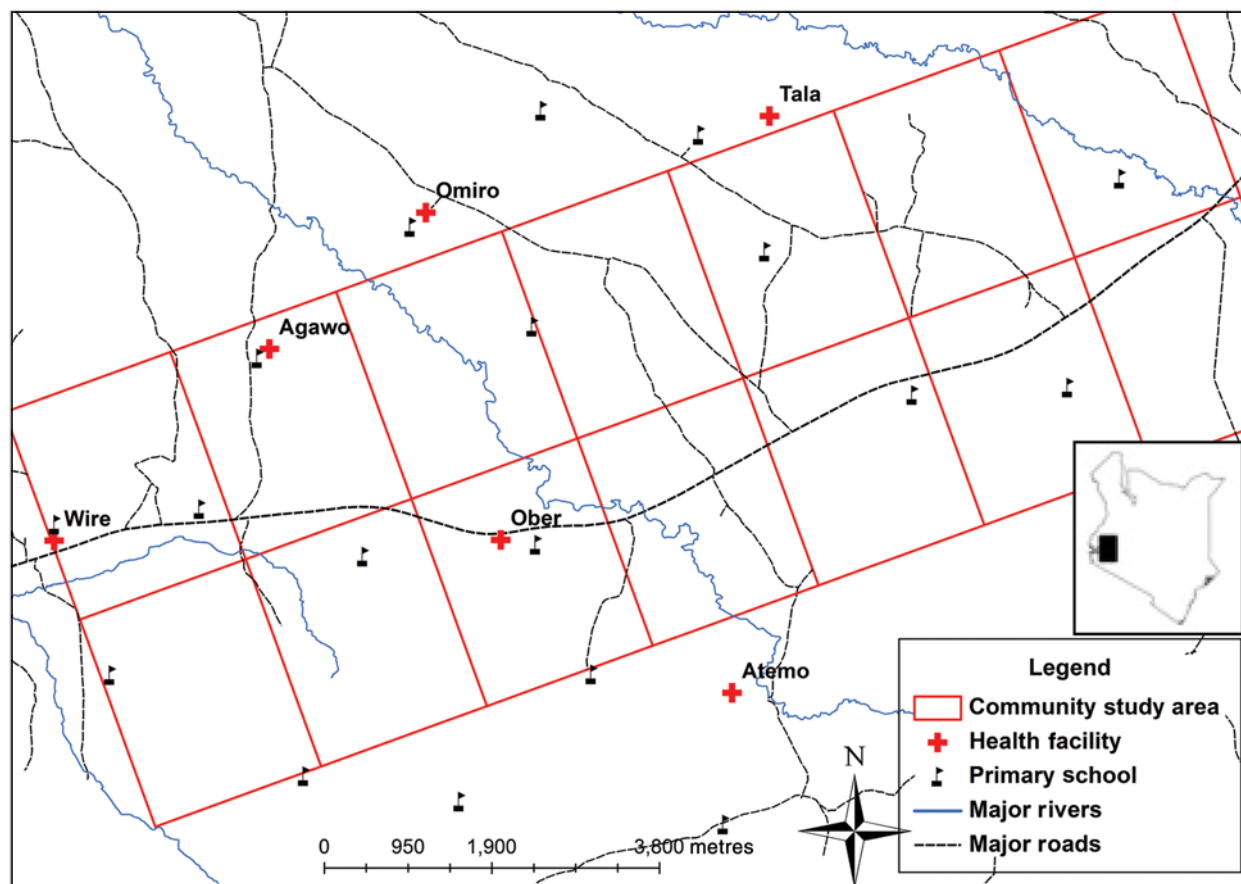 Tala
Omiro
Agawo
Wire
Ober
Atemo
N
0 950 1,900 3,800 metres
Legend
Community study area
Health facility
Primary school
Major rivers
Major roads